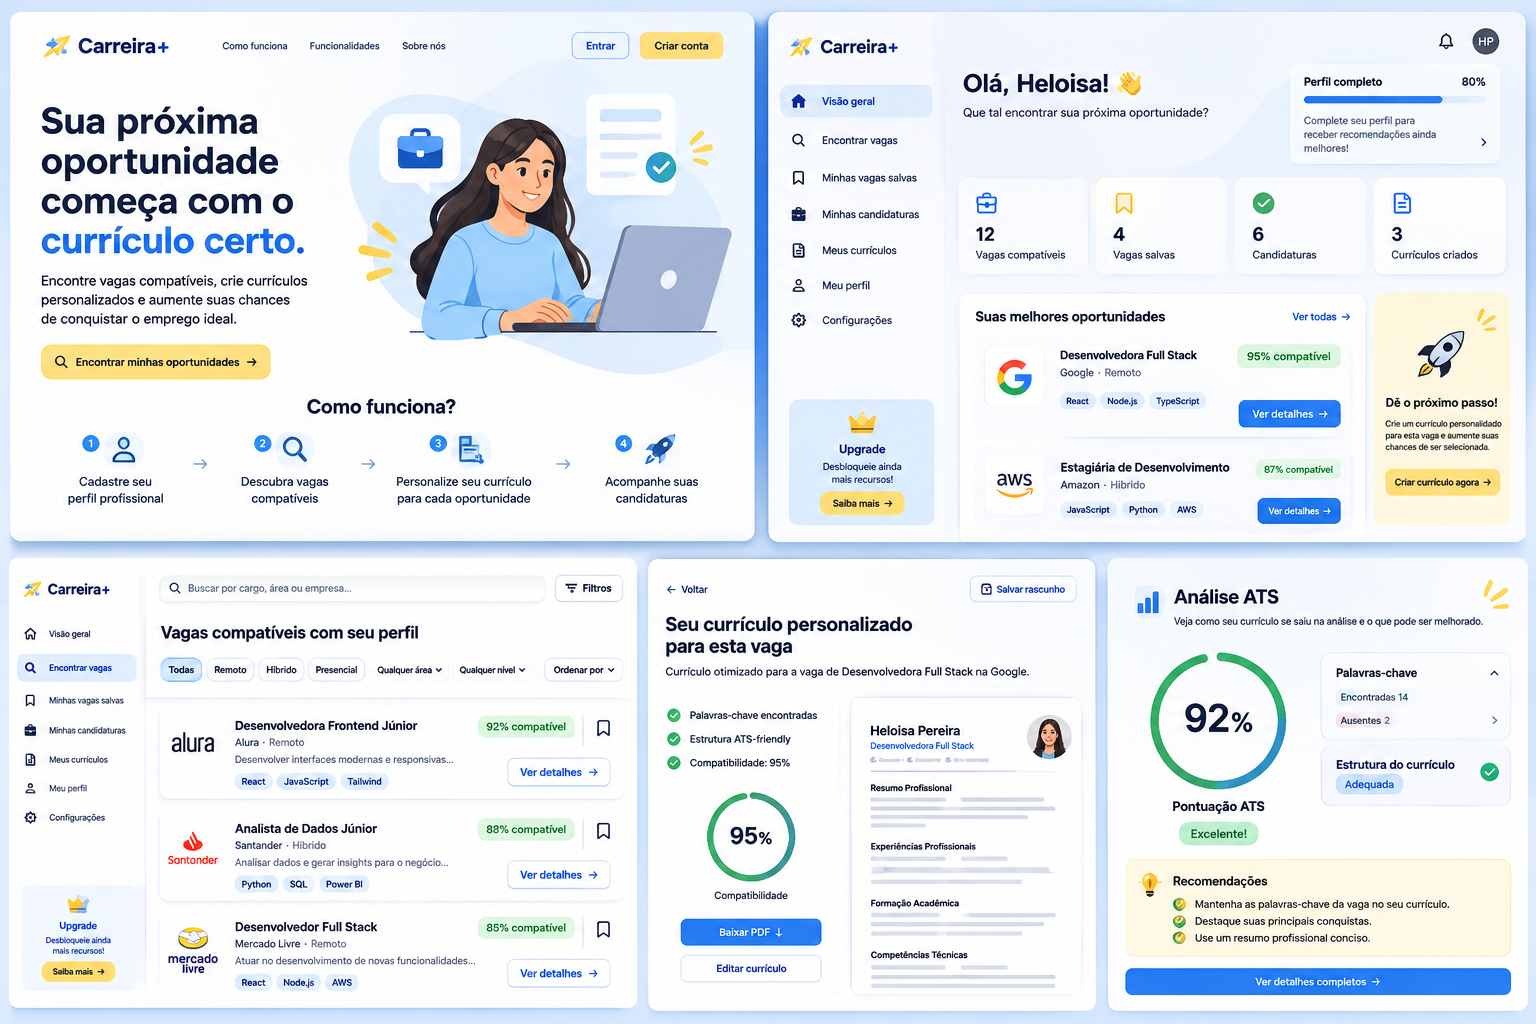 Carreira+
Como funciona
Funcionalidades
Sobre nós
Entrar
Criar conta
Sua próxima
oportunidade
começa com o
currículo certo.
Encontre vagas compatíveis, crie currículos
personalizados e aumente suas chances
de conquistar o emprego ideal.
Encontrar minhas oportunidades →
Como funciona?
1
Cadastre seu
perfil profissional
→
2
Descubra vagas
compatíveis
→
3
Personalize seu currículo
para cada oportunidade
→
4
Acompanhe suas
candidaturas
Carreira+
Visão geral
Encontrar vagas
Minhas vagas salvas
Minhas candidaturas
Meus currículos
Meu perfil
Configurações
Upgrade
Desbloqueie ainda
mais recursos!
Saiba mais →
HP
Olá, Heloisa! 👋
Que tal encontrar sua próxima oportunidade?
Perfil completo 80%
Complete seu perfil para
receber recomendações ainda
melhores!
12
Vagas compatíveis
4
Vagas salvas
6
Candidaturas
3
Currículos criados
Suas melhores oportunidades
Ver todas →
Desenvolvedora Full Stack
Google · Remoto
React
Node.js
TypeScript
95% compatível
Ver detalhes →
aws
Estagiária de Desenvolvimento
Amazon · Híbrido
JavaScript
Python
AWS
87% compatível
Ver detalhes →
Dê o próximo passo!
Crie um currículo personalidado
para esta vaga e aumente suas
chances de ser selecionada.
Criar currículo agora →
Carreira+
Visão geral
Encontrar vagas
Minhas vagas salvas
Minhas candidaturas
Meus currículos
Meu perfil
Configurações
Upgrade
Desbloqueie ainda
mais recursos!
Saiba mais →
Buscar por cargo, área ou empresa...
Filtros
Vagas compatíveis com seu perfil
Todas
Remoto
Híbrido
Presencial
Qualquer área
Qualquer nível
Ordenar por
alura
Desenvolvedora Frontend Júnior
Alura · Remoto
Desenvolver interfaces modernas e responsivas...
React
JavaScript
Tailwind
92% compatível
Ver detalhes →
Santander
Analista de Dados Júnior
Santander · Híbrido
Analisar dados e gerar insights para o negócio...
Python
SQL
Power BI
88% compatível
Ver detalhes →
mercado
livre
Desenvolvedor Full Stack
Mercado Livre · Remoto
Atuar no desenvolvimento de novas funcionalidades...
React
Node.js
AWS
85% compatível
Ver detalhes →
← Voltar
Salvar rascunho
Seu currículo personalizado
para esta vaga
Currículo otimizado para a vaga de Desenvolvedora Full Stack na Google.
Palavras-chave encontradas
Estrutura ATS-friendly
Compatibilidade: 95%
95%
Compatibilidade
Baixar PDF ↓
Editar currículo
Heloisa Pereira
Desenvolvedora Full Stack
Resumo Profissional
Experiências Profissionais
Formação Acadêmica
Competências Técnicas
Análise ATS
Veja como seu currículo se saiu na análise e o que pode ser melhorado.
92%
Pontuação ATS
Excelente!
Palavras-chave
Encontradas 14
Ausentes 2
Estrutura do currículo
Adequada
Recomendações
Mantenha as palavras-chave da vaga no seu currículo.
Destaque suas principais conquistas.
Use um resumo profissional conciso.
Ver detalhes completos →